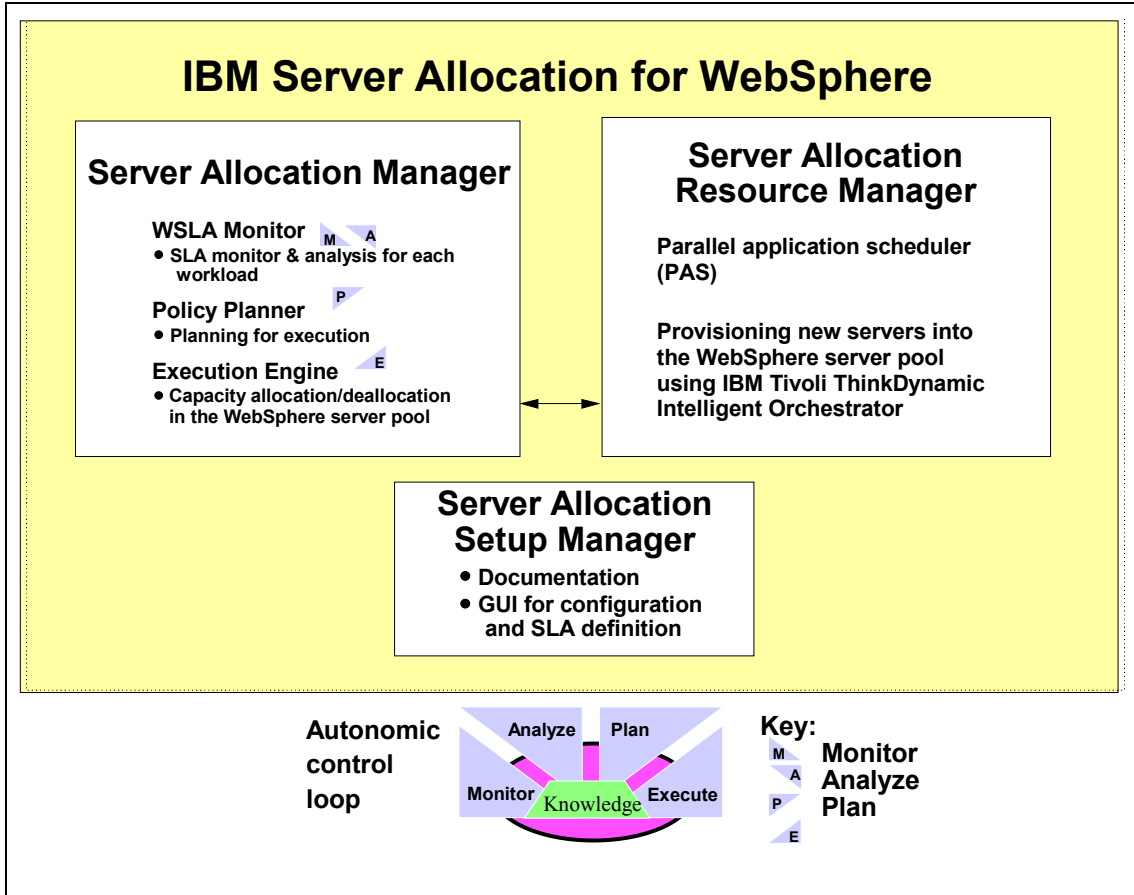 IBM Server Allocation for WebSphere
Server Allocation Manager
WSLA Monitor M A
• SLA monitor & analysis for each
workload
Policy Planner P
• Planning for execution
Execution Engine E
• Capacity allocation/deallocation
in the WebSphere server pool
Server Allocation
Resource Manager
Parallel application scheduler
(PAS)
Provisioning new servers into
the WebSphere server pool
using IBM Tivoli ThinkDynamic
Intelligent Orchestrator
Server Allocation
Setup Manager
• Documentation
• GUI for configuration
and SLA definition
Autonomic
control
loop
Analyze Plan
Monitor Knowledge Execute
Key:
M Monitor
A Analyze
P Plan
E